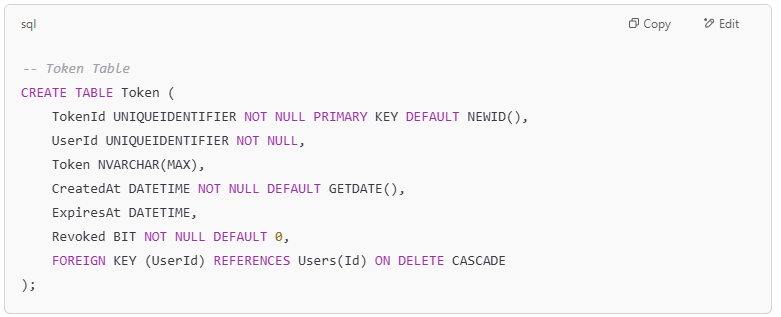 sql
Copy
Edit
-- Token Table
CREATE TABLE Token (
    TokenId UNIQUEIDENTIFIER NOT NULL PRIMARY KEY DEFAULT NEWID(),
    UserId UNIQUEIDENTIFIER NOT NULL,
    Token NVARCHAR(MAX),
    CreatedAt DATETIME NOT NULL DEFAULT GETDATE(),
    ExpiresAt DATETIME,
    Revoked BIT NOT NULL DEFAULT 0,
    FOREIGN KEY (UserId) REFERENCES Users(Id) ON DELETE CASCADE
);